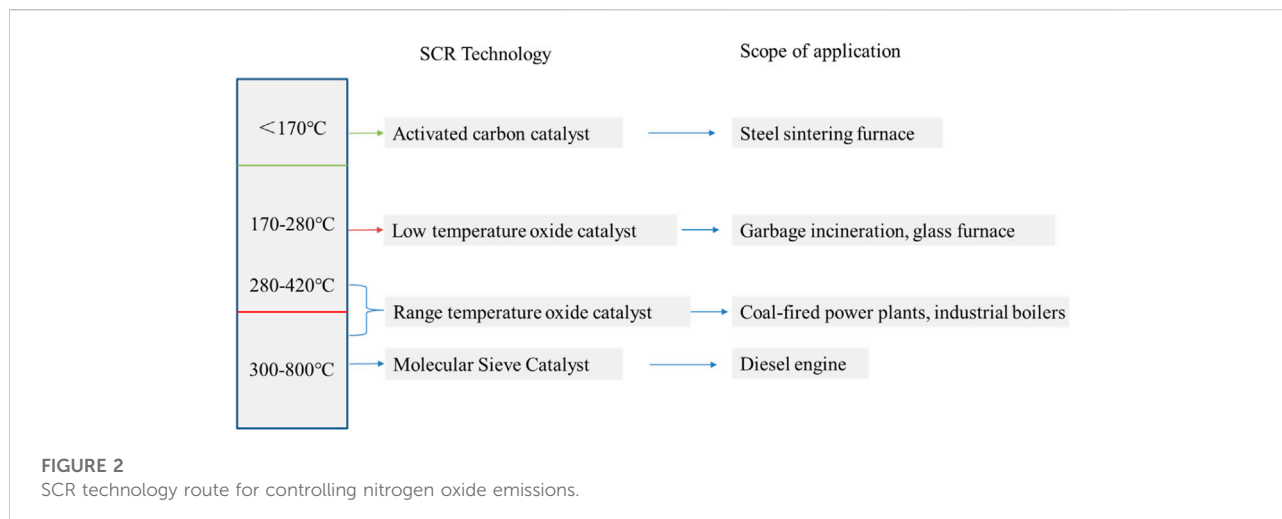 SCR Technology Scope of application
<170℃ Activated carbon catalyst Steel sintering furnace
170-280℃ Low temperature oxide catalyst Garbage incineration, glass furnace
280-420℃
Range temperature oxide catalyst Coal-fired power plants, industrial boilers
300-800℃ Molecular Sieve Catalyst Diesel engine
FIGURE 2
SCR technology route for controlling nitrogen oxide emissions.